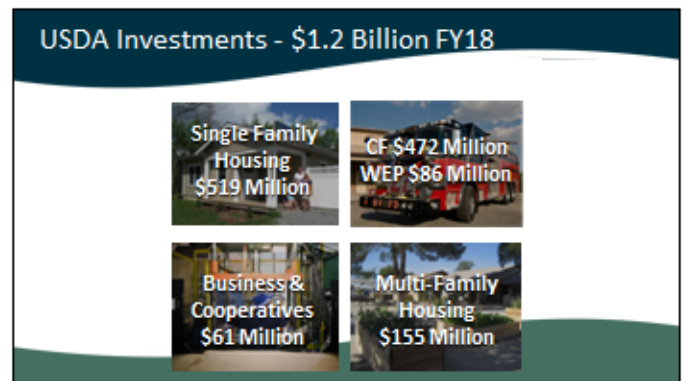 USDA Investments - $1.2 Billion FY18
Single Family
Housing
$519 Million
CF $472 Million
WEP $86 Million
Business &
Cooperatives
$61 Million
Multi-Family
Housing
$155 Million